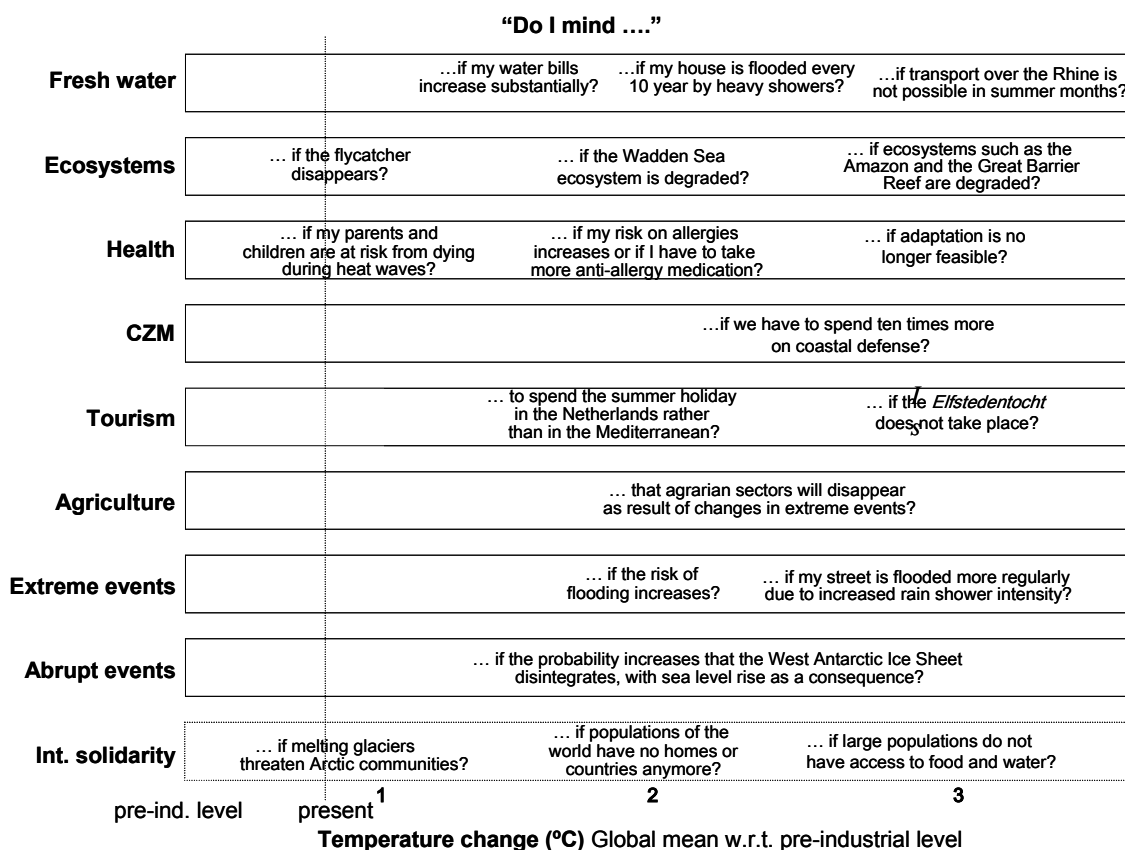 “Do I mind ....”
Fresh water
…if my water bills
increase substantially?
…if my house is flooded every
10 year by heavy showers?
…if transport over the Rhine is
not possible in summer months?
Ecosystems
… if the flycatcher
disappears?
… if the Wadden Sea
ecosystem is degraded?
… if ecosystems such as the
Amazon and the Great Barrier
Reef are degraded?
Health
… if my parents and
children are at risk from dying
during heat waves?
… if my risk on allergies
increases or if I have to take
more anti-allergy medication?
… if adaptation is no
longer feasible?
CZM
…if we have to spend ten times more
on coastal defense?
Tourism
… to spend the summer holiday
in the Netherlands rather
than in the Mediterranean?
… if the Elfstedentocht
does not take place?
I
s
Agriculture
… that agrarian sectors will disappear
as result of changes in extreme events?
Extreme events
… if the risk of
flooding increases?
… if my street is flooded more regularly
due to increased rain shower intensity?
Abrupt events
… if the probability increases that the West Antarctic Ice Sheet
disintegrates, with sea level rise as a consequence?
Int. solidarity
… if melting glaciers
threaten Arctic communities?
… if populations of the
world have no homes or
countries anymore?
… if large populations do not
have access to food and water?
1 2 3
pre-ind. level present
Temperature change (ºC) Global mean w.r.t. pre-industrial level